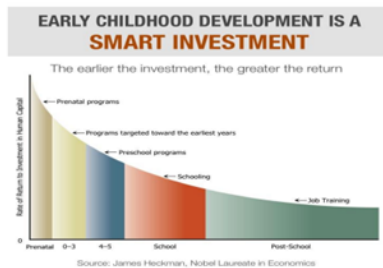 EARLY CHILDHOOD DEVELOPMENT IS A
SMART INVESTMENT
The earlier the investment, the greater the return
Prenatal programs
Programs targeted toward the earliest years
Preschool programs
Schooling
Job Training
Rate of Return to Investment in Human Capital
0
Prenatal 0-3 4-5 School Post-School
Source: James Heckman, Nobel Laureate in Economics